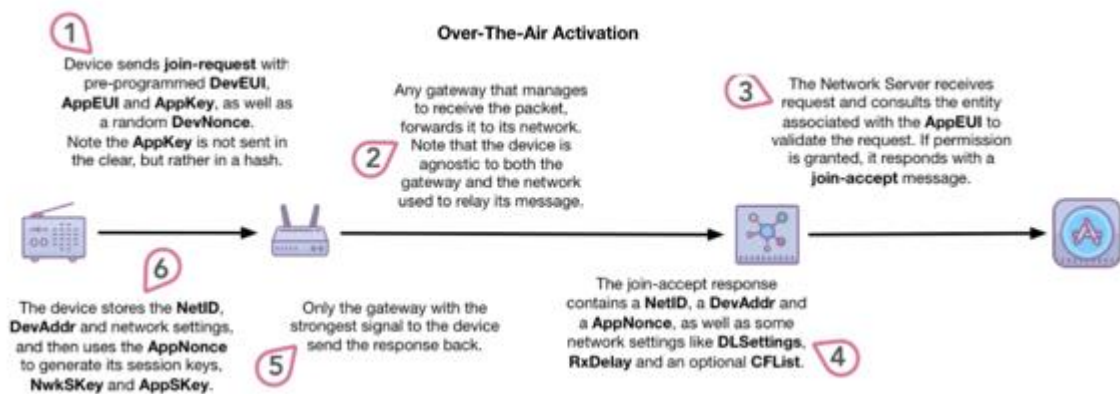 Over-The-Air Activation
1
Device sends join-request with
pre-programmed DevEUI,
AppEUI and AppKey, as well as
a random DevNonce.
Note the AppKey is not sent in
the clear, but rather in a hash.
Any gateway that manages
to receive the packet,
forwards it to its network.
Note that the device is
agnostic to both the
gateway and the network
used to relay its message.
2
3
The Network Server receives
request and consults the entity
associated with the AppEUI to
validate the request. If permission
is granted, it responds with a
join-accept message.
The join-accept response
contains a NetID, a DevAddr and
a AppNonce, as well as some
network settings like DLSettings,
RxDelay and an optional CFList.
4
Only the gateway with the
strongest signal to the device
send the response back.
5
6
The device stores the NetID,
DevAddr and network settings,
and then uses the AppNonce
to generate its session keys,
NwkSKey and AppSKey.